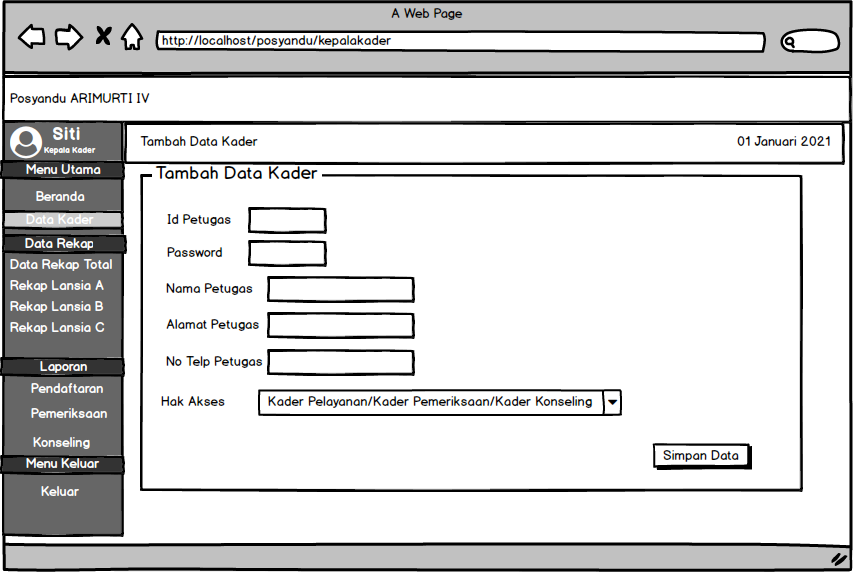 A Web Page
http://localhost/posyandu/kepalakader
Posyandu ARIMURTI IV
Siti
Kepala Kader
Menu Utama
Beranda
Data Kader
Data Rekap
Data Rekap Total
Rekap Lansia A
Rekap Lansia B
Rekap Lansia C
Laporan
Pendaftaran
Pemeriksaan
Konseling
Menu Keluar
Keluar
Tambah Data Kader
01 Januari 2021
Tambah Data Kader
Id Petugas
Password
Nama Petugas
Alamat Petugas
No Telp Petugas
Hak Akses
Kader Pelayanan/Kader Pemeriksaan/Kader Konseling
Simpan Data